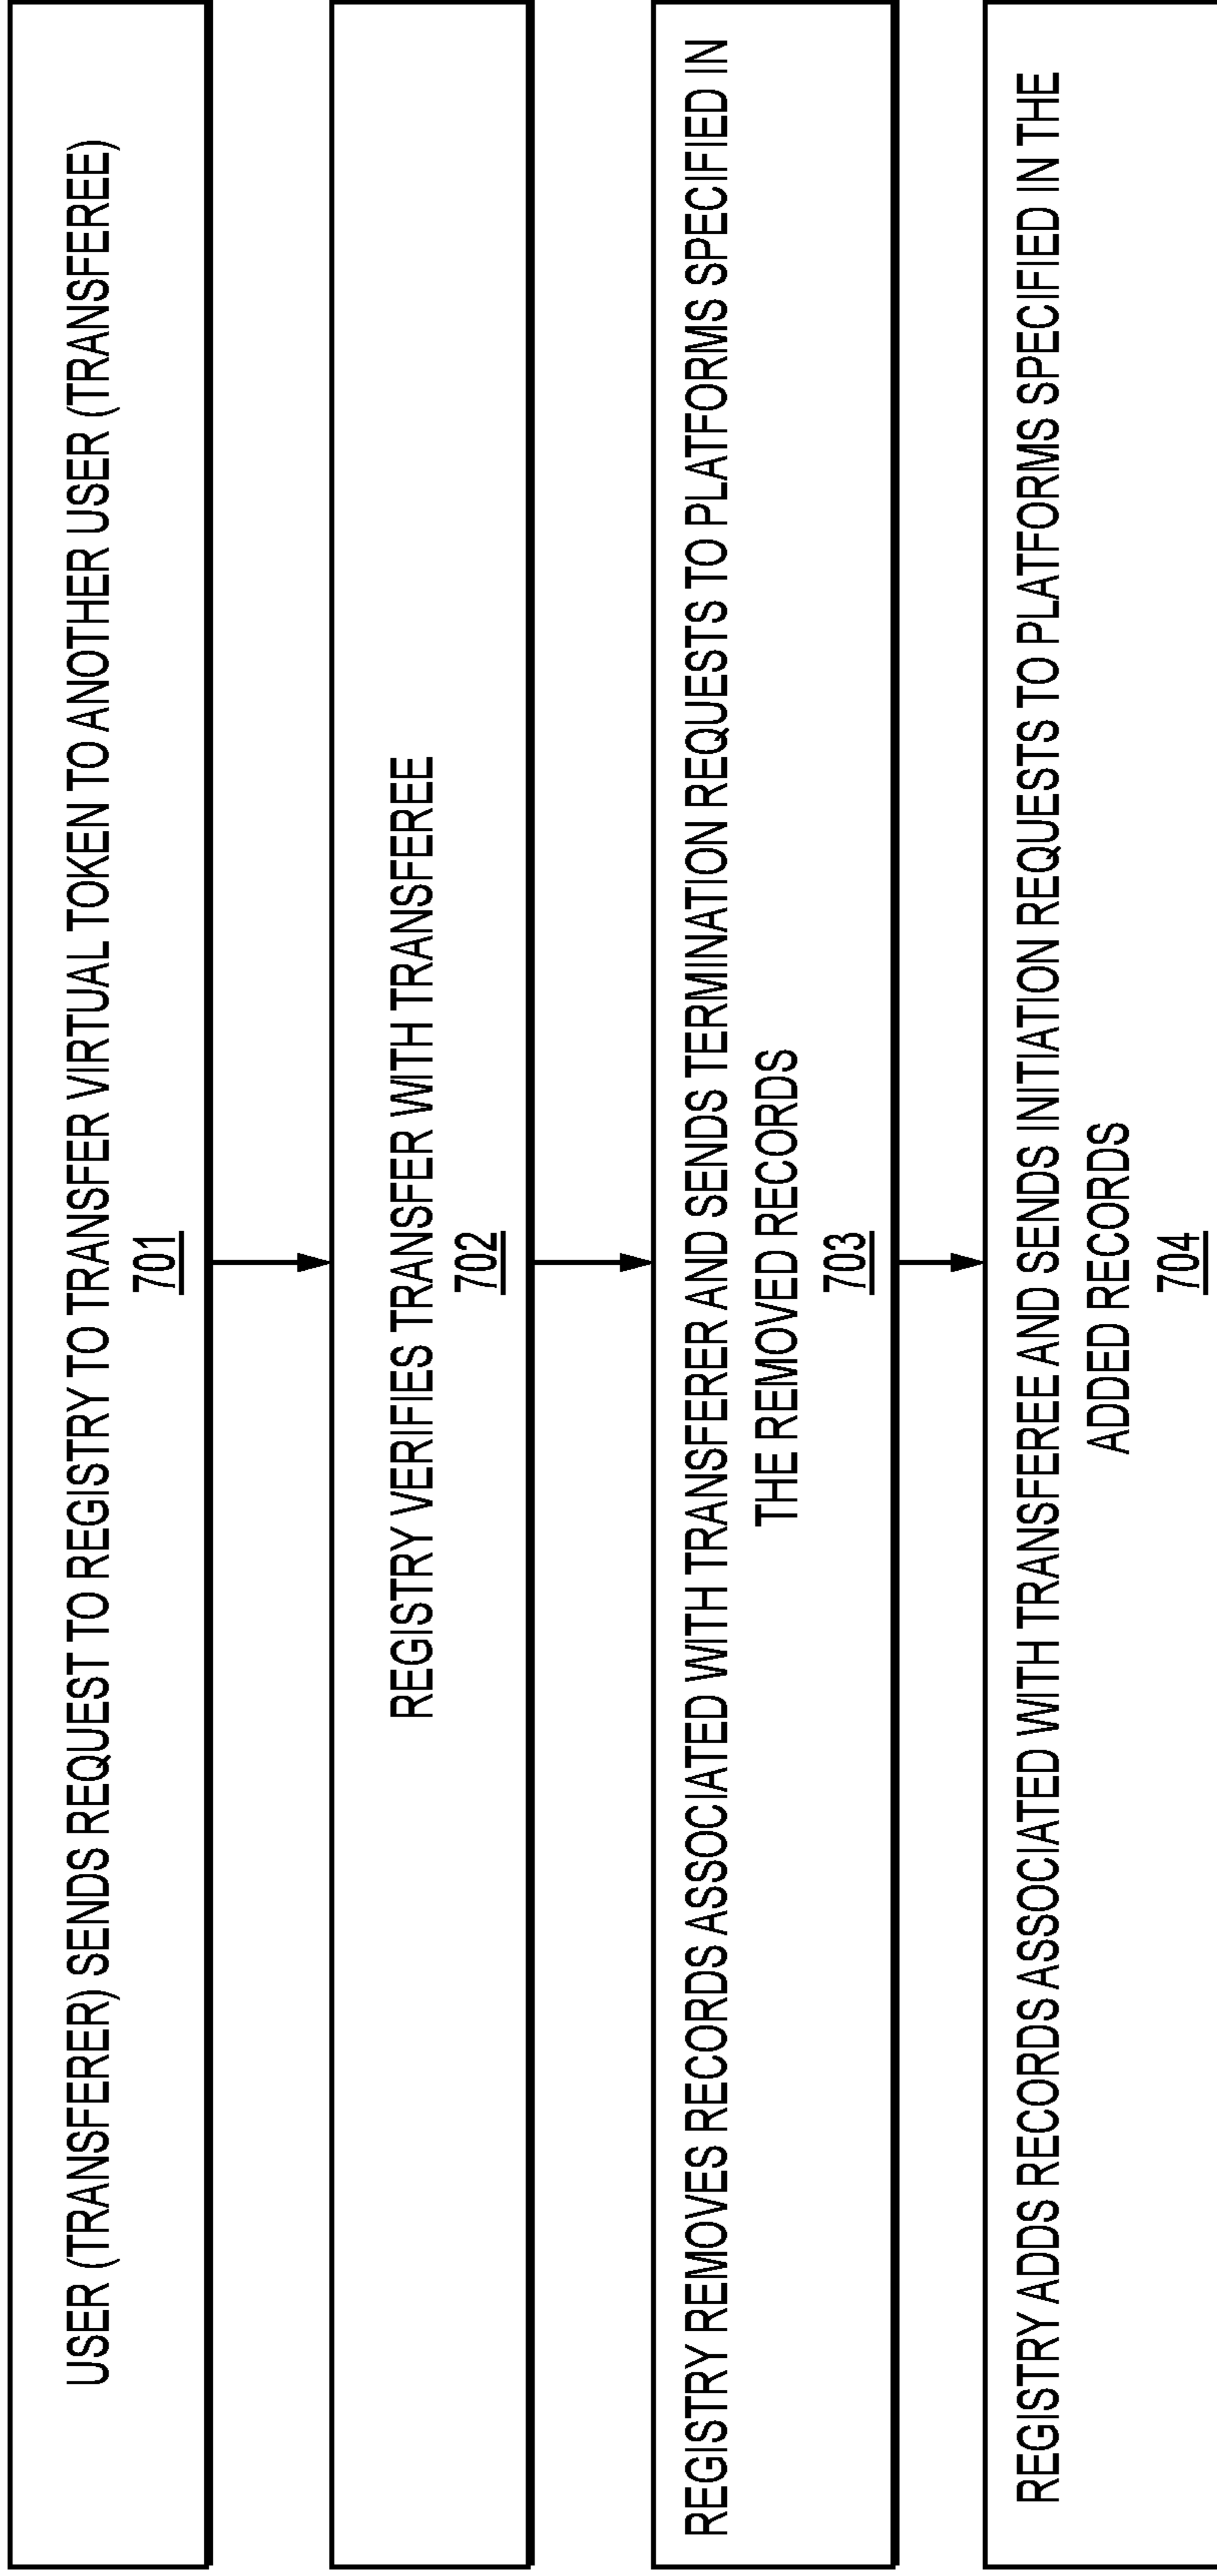 USER (TRANSFERER) SENDS REQUEST TO REGISTRY TO TRANSFER VIRTUAL TOKEN TO ANOTHER USER (TRANSFEREE)
701
REGISTRY VERIFIES TRANSFER WITH TRANSFEREE
702
REGISTRY REMOVES RECORDS ASSOCIATED WITH TRANSFERER AND SENDS TERMINATION REQUESTS TO PLATFORMS SPECIFIED IN
THE REMOVED RECORDS
703
REGISTRY ADDS RECORDS ASSOCIATED WITH TRANSFEREE AND SENDS INITIATION REQUESTS TO PLATFORMS SPECIFIED IN THE
ADDED RECORDS
704